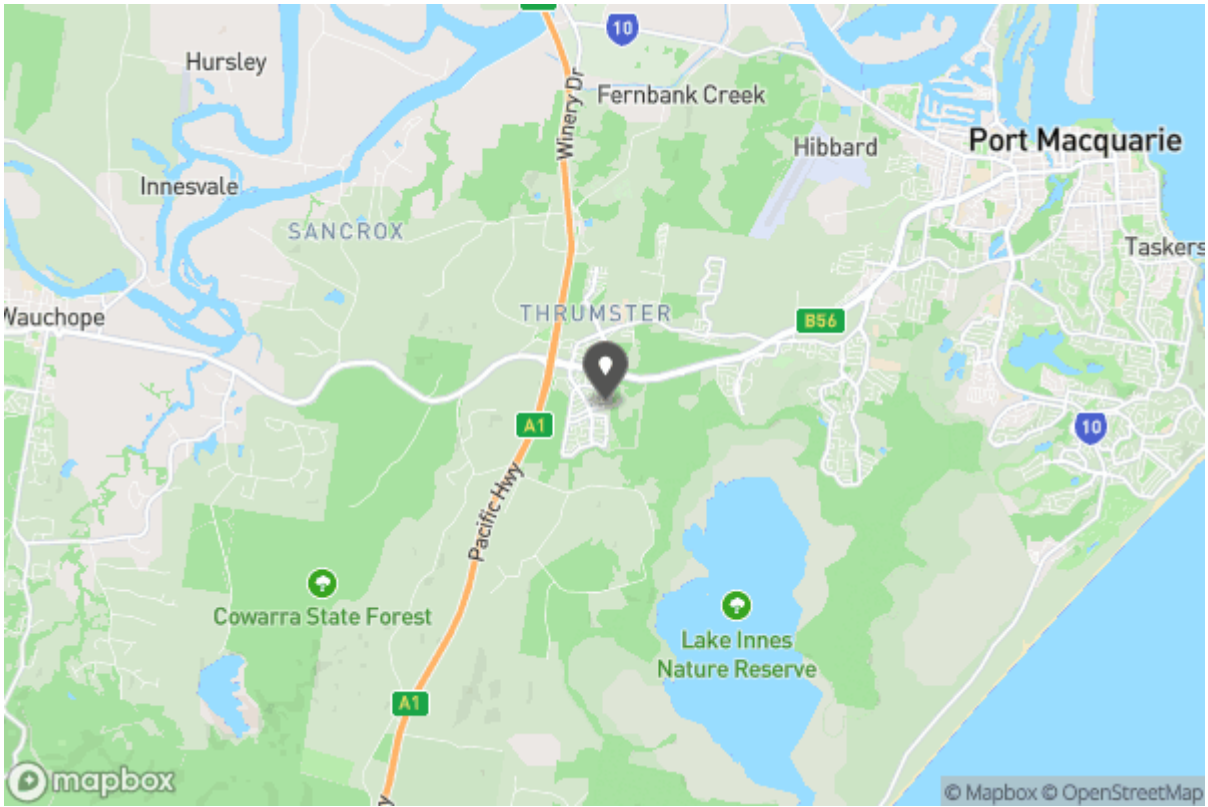 10
Hursley
Winery Dr
Fernbank Creek
Port Macquarie
Hibbard
Innesvale
SANCROX
Taskers
THRUMSTER
B56
Wauchope
A1
10
Pacific Hwy
Cowarra State Forest
Lake Innes
Nature Reserve
A1
mapbox
© Mapbox © OpenStreetMap